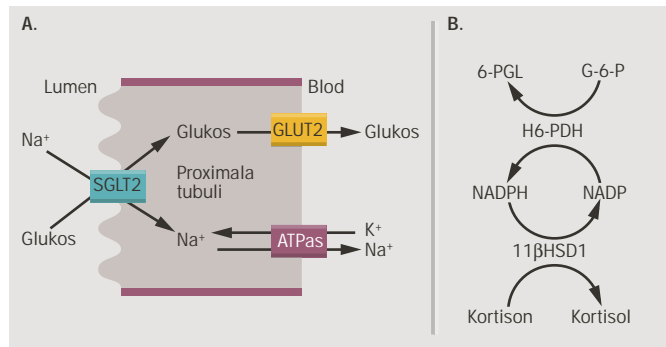 A.
Lumen
Blod
Na⁺
Glukos
GLUT2
Glukos
SGLT2
Proximala
tubuli
Glukos
Na⁺
ATPas
K⁺
Na⁺
B.
6-PGL
G-6-P
H6-PDH
NADPH
NADP
11βHSD1
Kortison
Kortisol